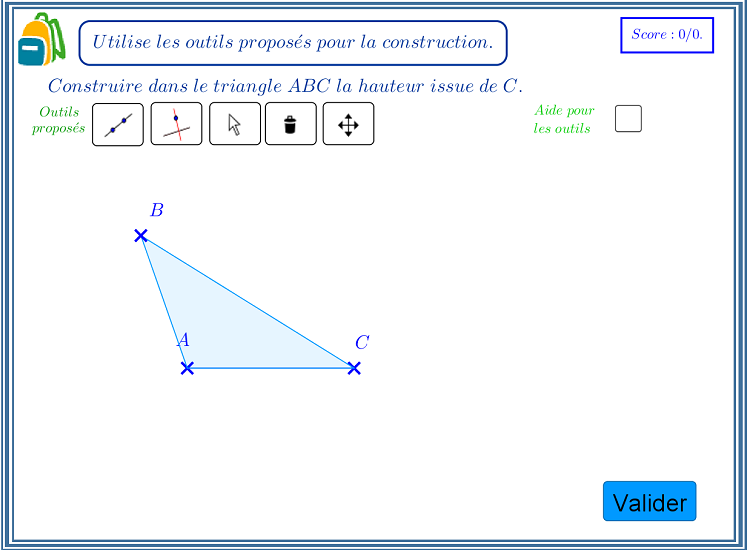 Utilise les outils proposés pour la construction.
Score : 0/0.
Construire dans le triangle ABC la hauteur issue de C.
Outils
proposés
Aide pour
les outils
B
A
C
Valider